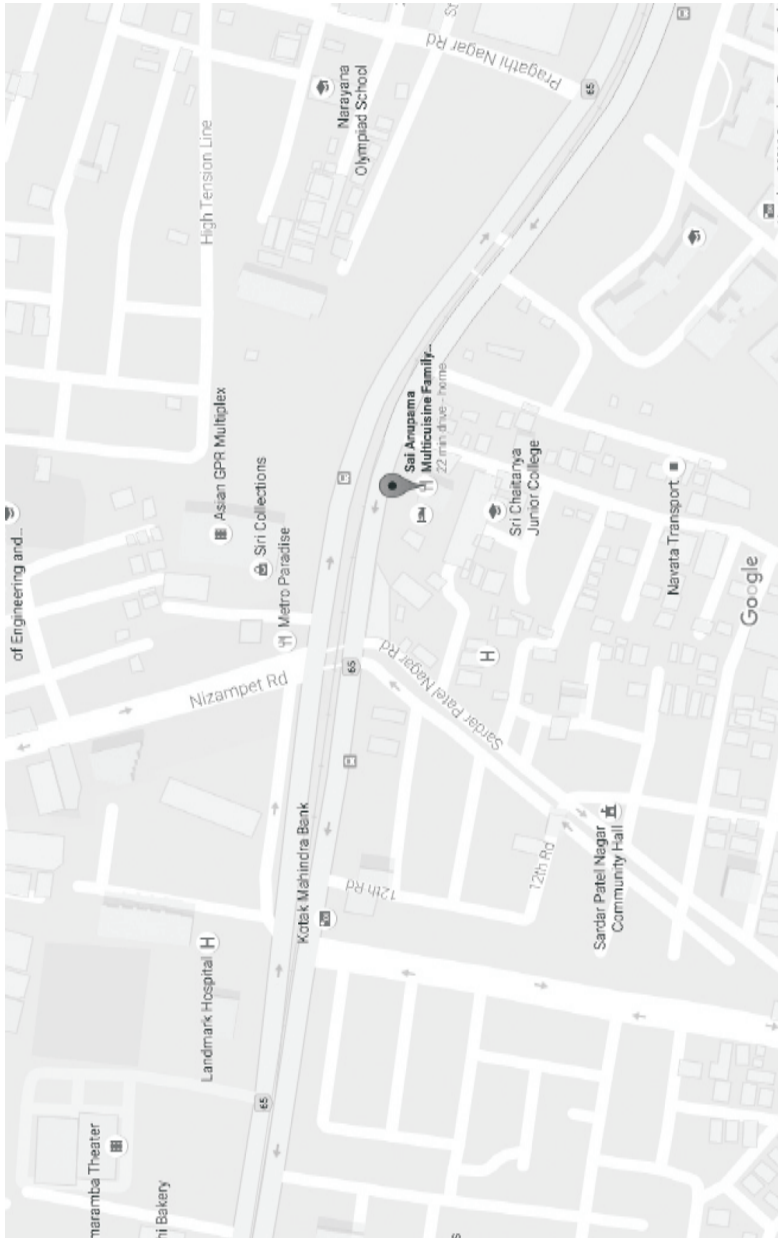 of Engineering and...
maramba Theater
hi Bakery
Landmark Hospital
H
High Tension Line
Asian GPR Multiplex
Nizampet Rd
Siri Collections
65
Metro Paradise
Kotak Mahindra Bank
Narayana
Olympiad School
65
12th Rd
Sai Anupama
Multicuisine Family...
22 min drive - home
Sardar Patel Nagar Rd
St
Pragathi Nagar Rd
65
H
Sri Chaitanya
Junior College
12th Rd
Sardar Patel Nagar
Community Hall
Navata Transport
Google